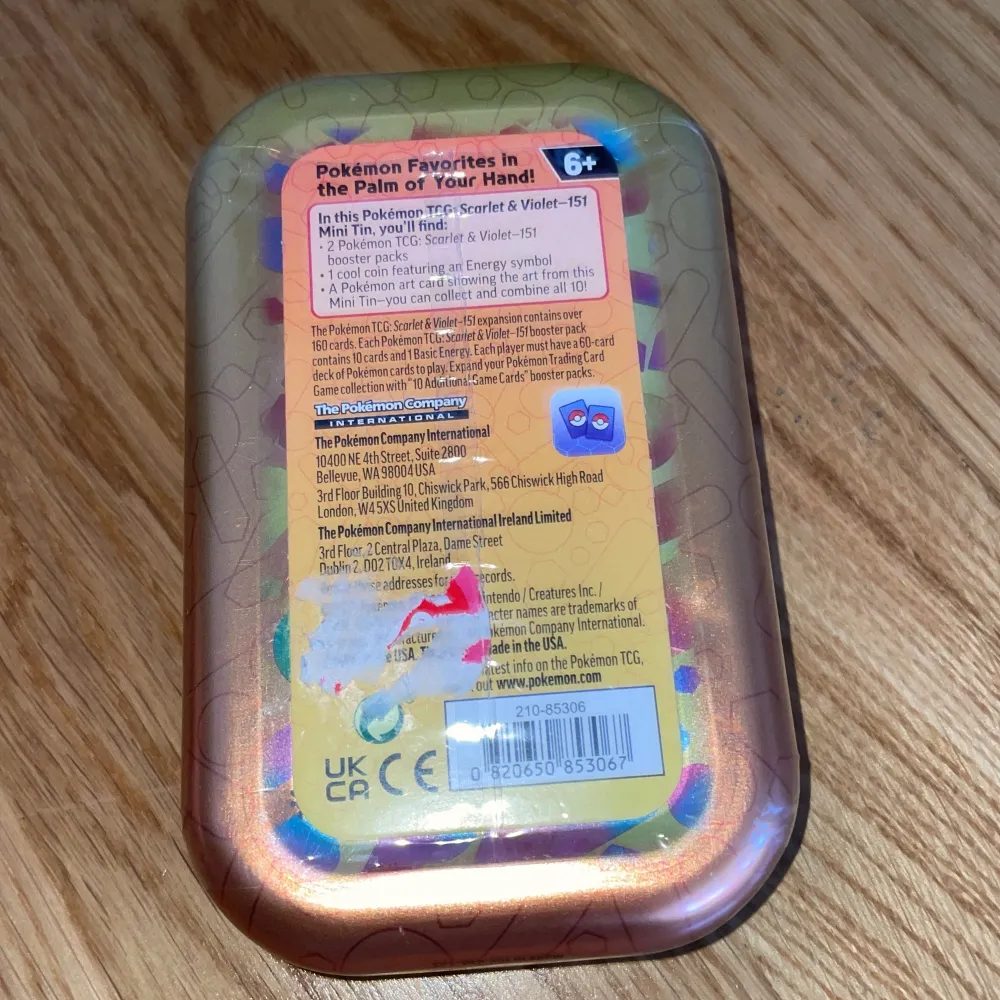 Pokémon Favorites in
the Palm of Your Hand!
6+
In this Pokémon TCG: Scarlet & Violet—151
Mini Tin, you'll find:
• 2 Pokémon TCG: Scarlet & Violet—151
booster packs
• 1 cool coin featuring an Energy symbol
• A Pokémon art card showing the art from this
Mini Tin—you can collect and combine all 10!
The Pokémon TCG: Scarlet & Violet—151 expansion contains over
160 cards. Each Pokémon TCG: Scarlet & Violet—151 booster pack
contains 10 cards and 1 Basic Energy. Each player must have a 60-card
deck of Pokémon cards to play. Expand your Pokémon Trading Card
Game collection with "10 Additional Game Cards" booster packs.
The Pokémon Company
INTERNATIONAL
The Pokémon Company International
10400 NE 4th Street, Suite 2800
Bellevue, WA 98004 USA
3rd Floor Building 10, Chiswick Park, 566 Chiswick High Road
London, W4 5XS United Kingdom
The Pokémon Company International Ireland Limited
3rd Floor, 2 Central Plaza, Dame Street
Dublin 2, D02 T0X4, Ireland
these addresses for records.
Nintendo / Creatures Inc. /
names are trademarks of
Pokémon Company International.
USA. made in the USA.
latest info on the Pokémon TCG,
out www.pokemon.com
210-85306
0 820650 853067
UK
CA CE